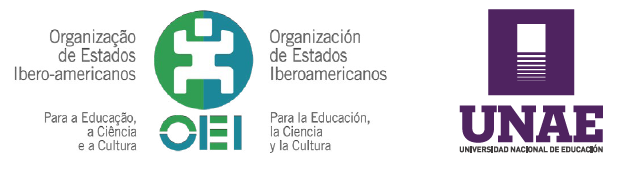 Organização
de Estados
Ibero-americanos
Para a Educação,
a Ciência
e a Cultura
OEI
Organización
de Estados
Iberoamericanos
Para la Educación,
la Ciencia
y la Cultura
UNAE
UNIVERSIDAD NACIONAL DE EDUCACIÓN